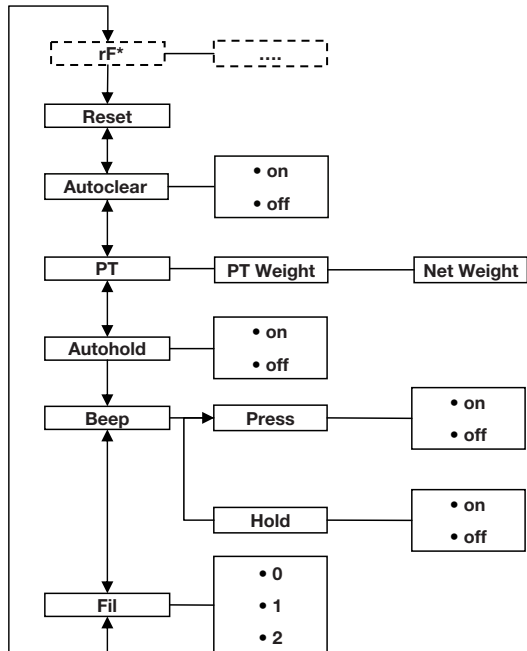 rF*
....
Reset
Autoclear
• on
• off
PT
PT Weight
Net Weight
Autohold
• on
• off
Beep
Press
• on
• off
Hold
• on
• off
Fil
• 0
• 1
• 2